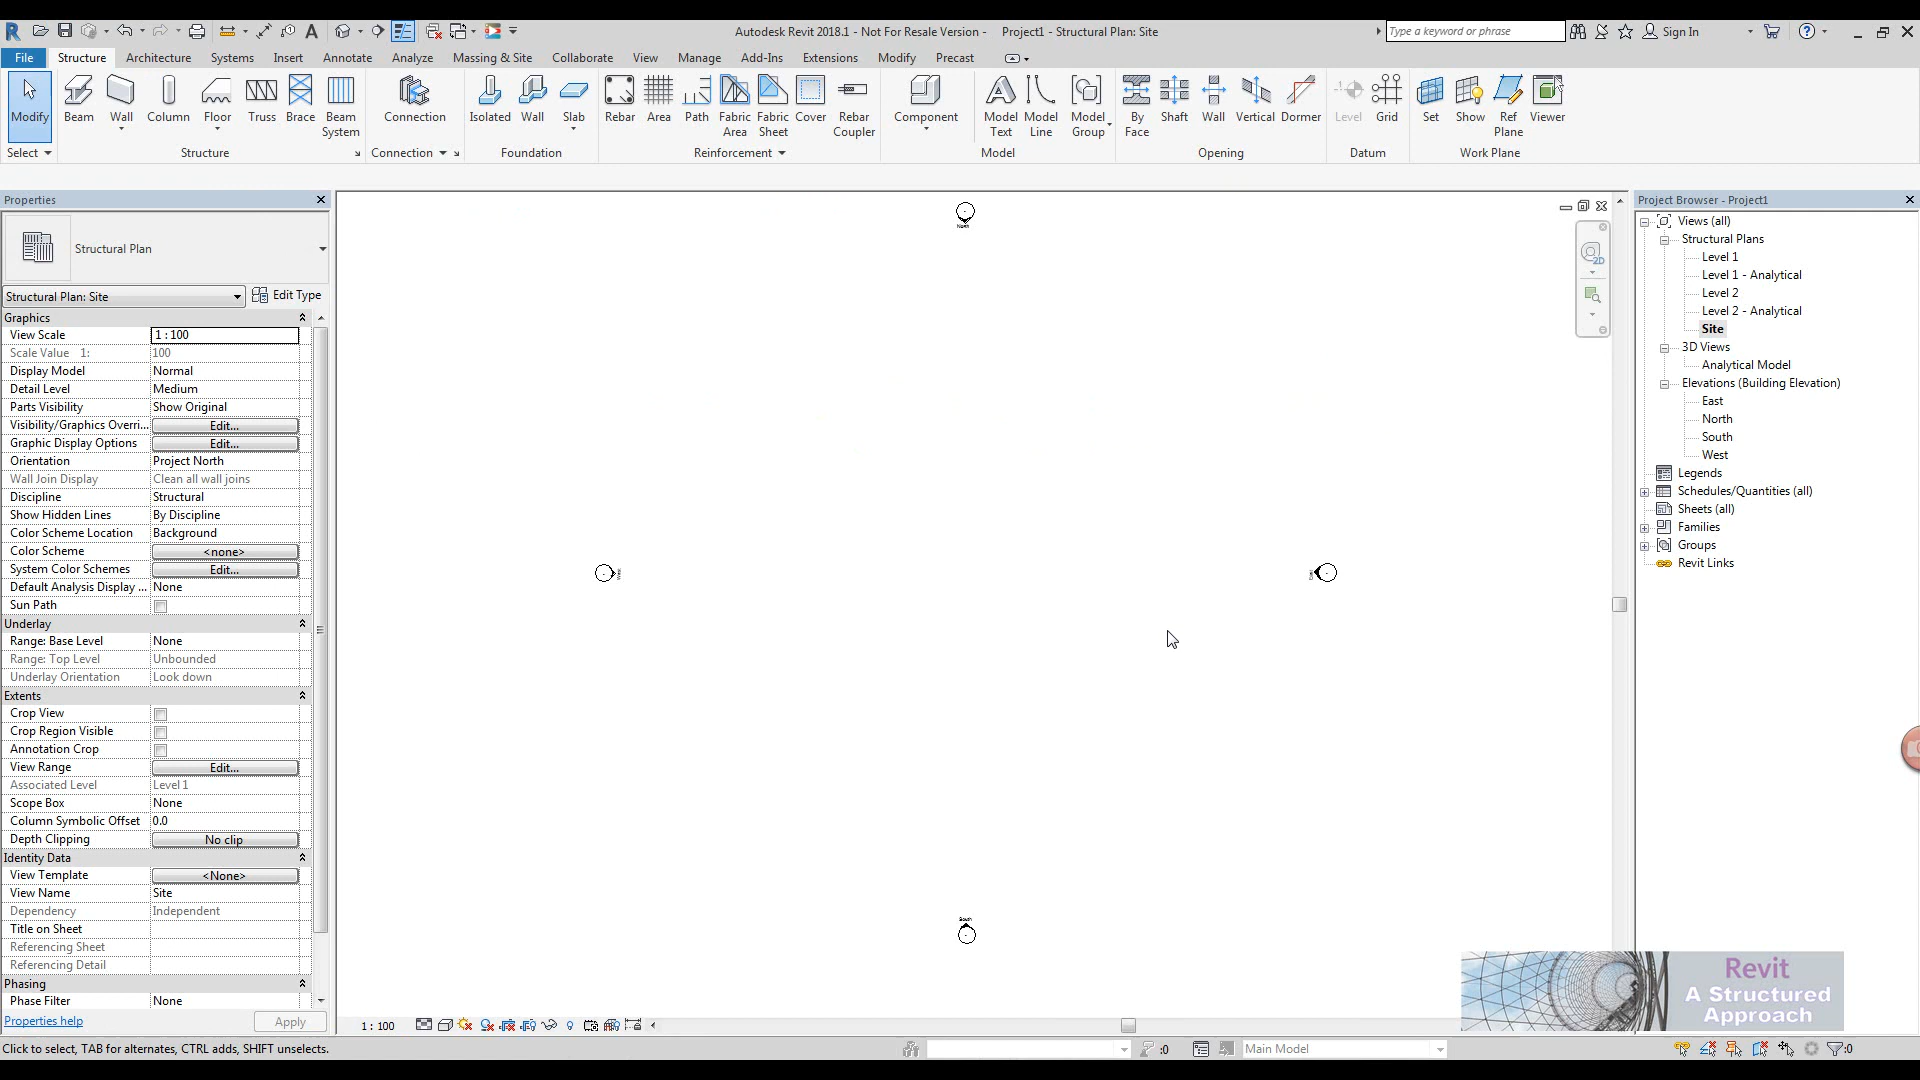 Autodesk Revit 2018.1 - Not For Resale Version - Project1 - Structural Plan: Site
Type a keyword or phrase
Sign In
File Structure Architecture Systems Insert Annotate Analyze Massing & Site Collaborate View Manage Add-Ins Extensions Modify Precast
Modify Beam Wall Column Floor Truss Brace Beam System Connection Isolated Wall Slab Rebar Area Path Fabric Area Fabric Sheet Cover Rebar Coupler Component Model Text Model Line Model Group By Face Shaft Wall Vertical Dormer Level Grid Set Show Ref Plane Viewer
Select Structure Connection Foundation Reinforcement Model Opening Datum Work Plane
Properties
Structural Plan
Structural Plan: Site Edit Type
Graphics
View Scale 1 : 100
Scale Value 1: 100
Display Model Normal
Detail Level Medium
Parts Visibility Show Original
Visibility/Graphics Overri... Edit...
Graphic Display Options Edit...
Orientation Project North
Wall Join Display Clean all wall joins
Discipline Structural
Show Hidden Lines By Discipline
Color Scheme Location Background
Color Scheme <none>
System Color Schemes Edit...
Default Analysis Display ... None
Sun Path
Underlay
Range: Base Level None
Range: Top Level Unbounded
Underlay Orientation Look down
Extents
Crop View
Crop Region Visible
Annotation Crop
View Range Edit...
Associated Level Level 1
Scope Box None
Column Symbolic Offset 0.0
Depth Clipping No clip
Identity Data
View Template <None>
View Name Site
Dependency Independent
Title on Sheet
Referencing Sheet
Referencing Detail
Phasing
Phase Filter None
Properties help Apply
North
West
East
South
2D
Project Browser - Project1
Views (all)
Structural Plans
Level 1
Level 1 - Analytical
Level 2
Level 2 - Analytical
Site
3D Views
Analytical Model
Elevations (Building Elevation)
East
North
South
West
Legends
Schedules/Quantities (all)
Sheets (all)
Families
Groups
Revit Links
Revit
A Structured
Approach
1 : 100
Click to select, TAB for alternates, CTRL adds, SHIFT unselects.
:0
Main Model
:0